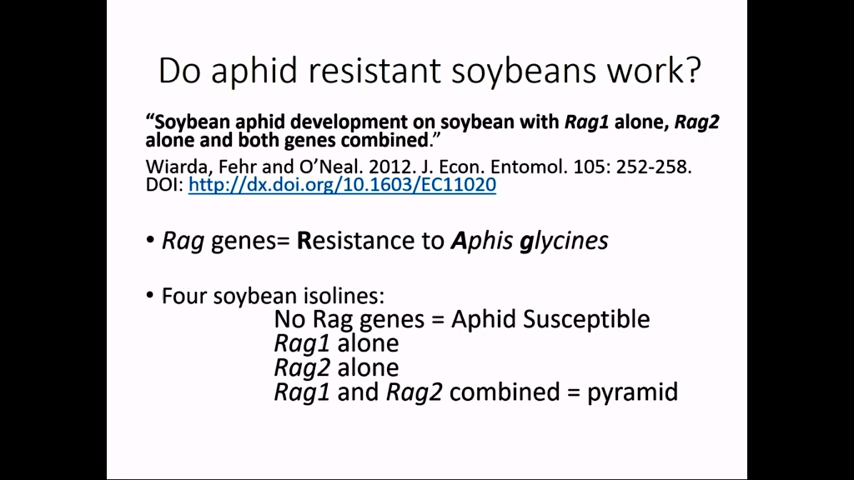 Do aphid resistant soybeans work?
“Soybean aphid development on soybean with Rag1 alone, Rag2
alone and both genes combined.”
Wiarda, Fehr and O’Neal. 2012. J. Econ. Entomol. 105: 252-258.
DOI: http://dx.doi.org/10.1603/EC11020
• Rag genes= Resistance to Aphis glycines
• Four soybean isolines:
No Rag genes = Aphid Susceptible
Rag1 alone
Rag2 alone
Rag1 and Rag2 combined = pyramid